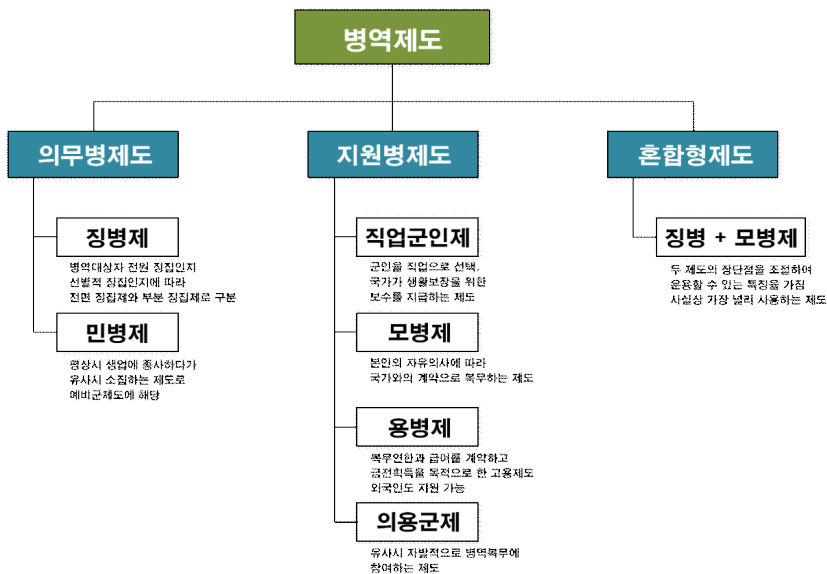 병역제도
의무병제도
징병제
병역대상자 전원 징집인지
선별적 징집인지에 따라
전면 징집제와 부분 징집제로 구분
민병제
평상시 생업에 종사하다가
유사시 소집하는 제도로
예비군제도에 해당
지원병제도
직업군인제
군인을 직업으로 선택,
국가가 생활보장을 위한
보수를 지급하는 제도
모병제
본인의 자유의사에 따라
국가와의 계약으로 복무하는 제도
용병제
복무연한과 급여를 계약하고
금전획득을 목적으로 한 고용제도
외국인도 지원 가능
의용군제
유사시 자발적으로 병역복무에
참여하는 제도
혼합형제도
징병 + 모병제
두 제도의 장단점을 조절하여
운용할 수 있는 특징을 가짐
사실상 가장 널리 사용하는 제도